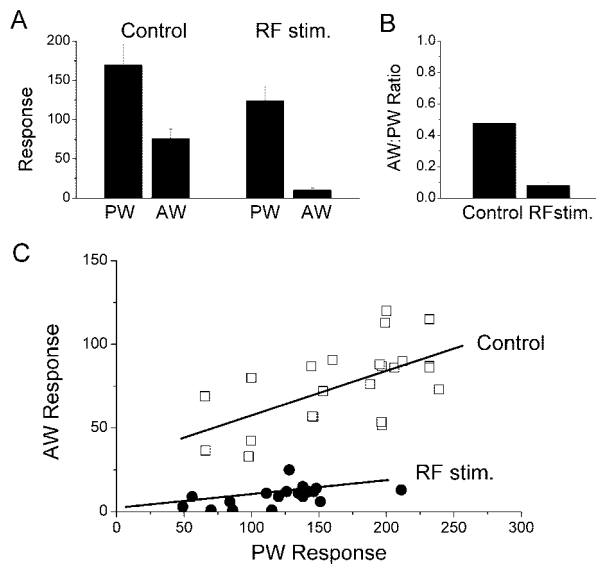 A
Control
RF stim.
Response
200
150
100
50
0
PW
AW
PW
AW
B
AW:PW Ratio
1.0
0.8
0.6
0.4
0.2
0.0
Control RFstim.
C
AW Response
150
100
50
0
Control
RF stim.
0
50
100
150
200
250
300
PW Response